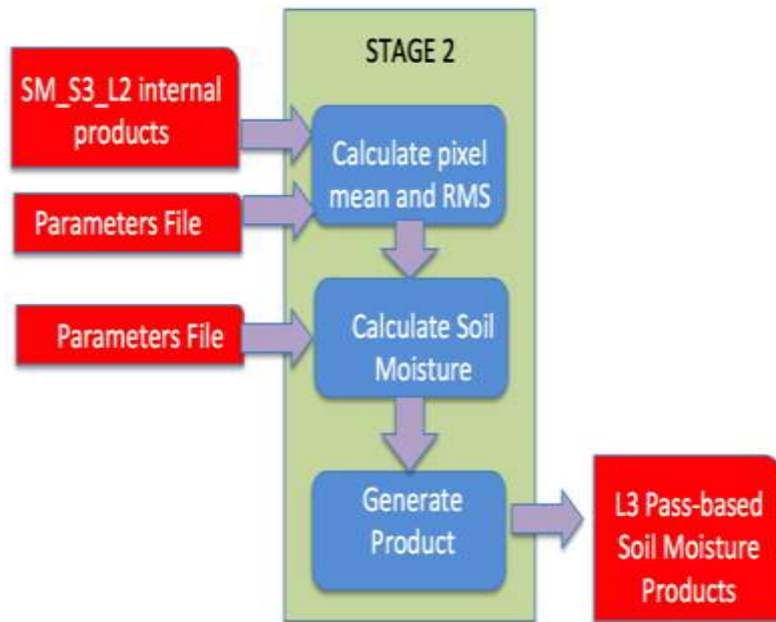 STAGE 2
SM_S3_L2 internal
products
Calculate pixel
mean and RMS
Parameters File
Parameters File
Calculate Soil
Moisture
Generate
Product
L3 Pass-based
Soil Moisture
Products